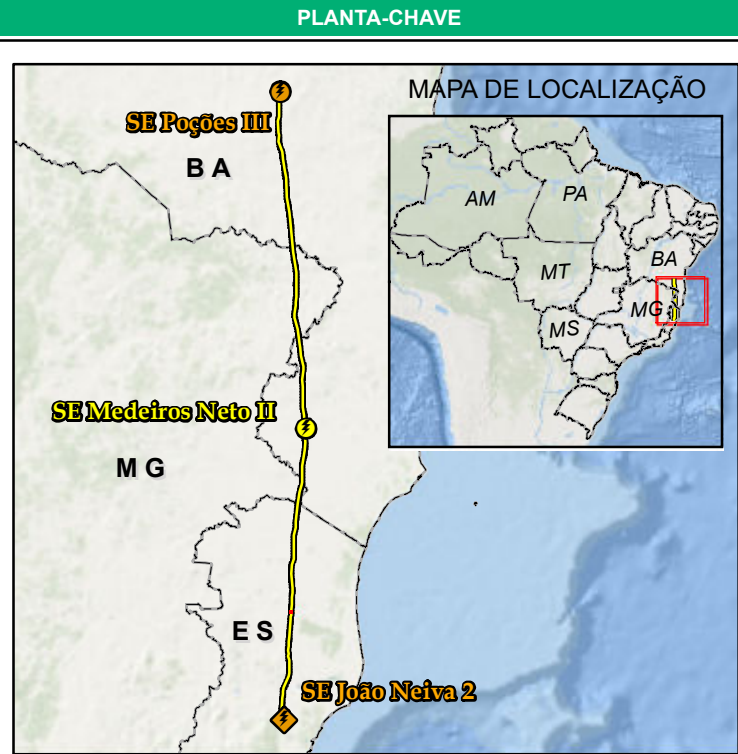 PLANTA-CHAVE
MAPA DE LOCALIZAÇÃO
SE Poções III
B A
AM
PA
BA
MT
MG
MS
SE Medeiros Neto II
M G
E S
SE João Neiva 2